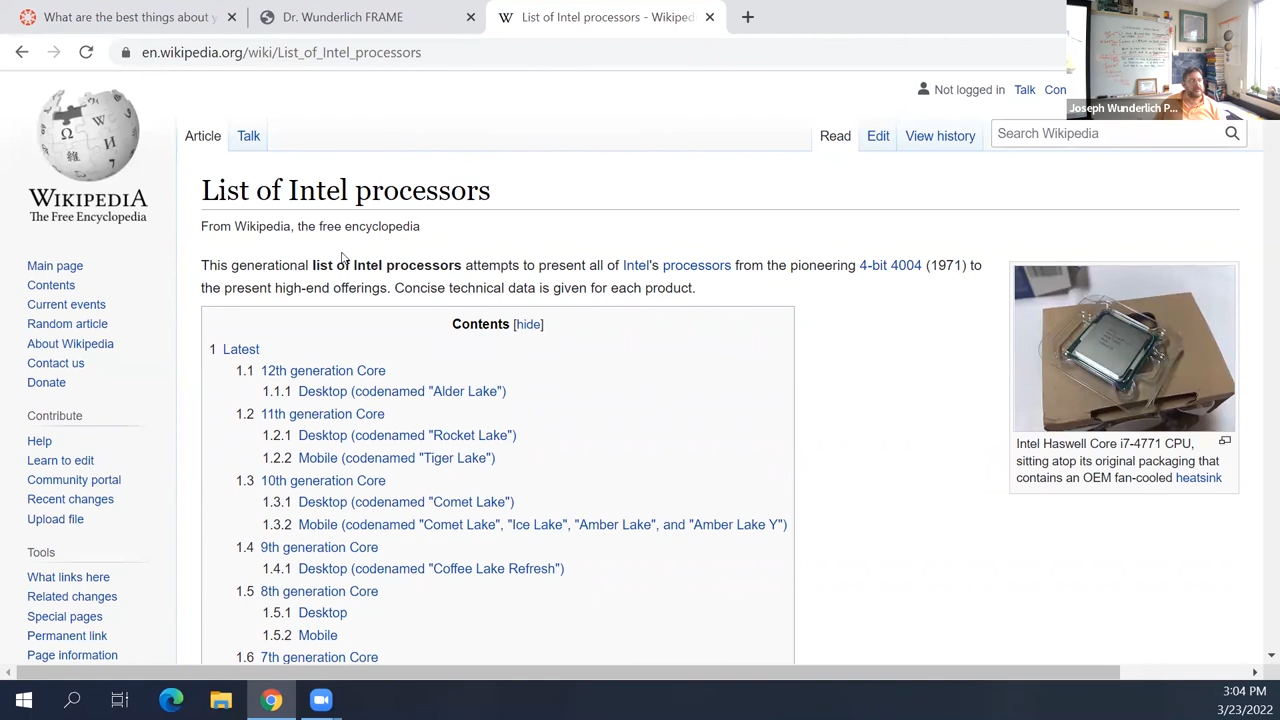 What are the best things about y
Dr. Wunderlich FRAME
List of Intel processors - Wikiped
en.wikipedia.org/wiki/List_of_Intel_processors
Joseph Wunderlich P...
Not logged in Talk Con
Article Talk Read Edit View history Search Wikipedia
WIKIPEDIA
The Free Encyclopedia
Main page
Contents
Current events
Random article
About Wikipedia
Contact us
Donate
Contribute
Help
Learn to edit
Community portal
Recent changes
Upload file
Tools
What links here
Related changes
Special pages
Permanent link
Page information
List of Intel processors
From Wikipedia, the free encyclopedia
This generational list of Intel processors attempts to present all of Intel's processors from the pioneering 4-bit 4004 (1971) to
the present high-end offerings. Concise technical data is given for each product.
Contents [hide]
1 Latest
1.1 12th generation Core
1.1.1 Desktop (codenamed "Alder Lake")
1.2 11th generation Core
1.2.1 Desktop (codenamed "Rocket Lake")
1.2.2 Mobile (codenamed "Tiger Lake")
1.3 10th generation Core
1.3.1 Desktop (codenamed "Comet Lake")
1.3.2 Mobile (codenamed "Comet Lake", "Ice Lake", "Amber Lake", and "Amber Lake Y")
1.4 9th generation Core
1.4.1 Desktop (codenamed "Coffee Lake Refresh")
1.5 8th generation Core
1.5.1 Desktop
1.5.2 Mobile
1.6 7th generation Core
Intel Haswell Core i7-4771 CPU,
sitting atop its original packaging that
contains an OEM fan-cooled heatsink
3:04 PM
3/23/2022